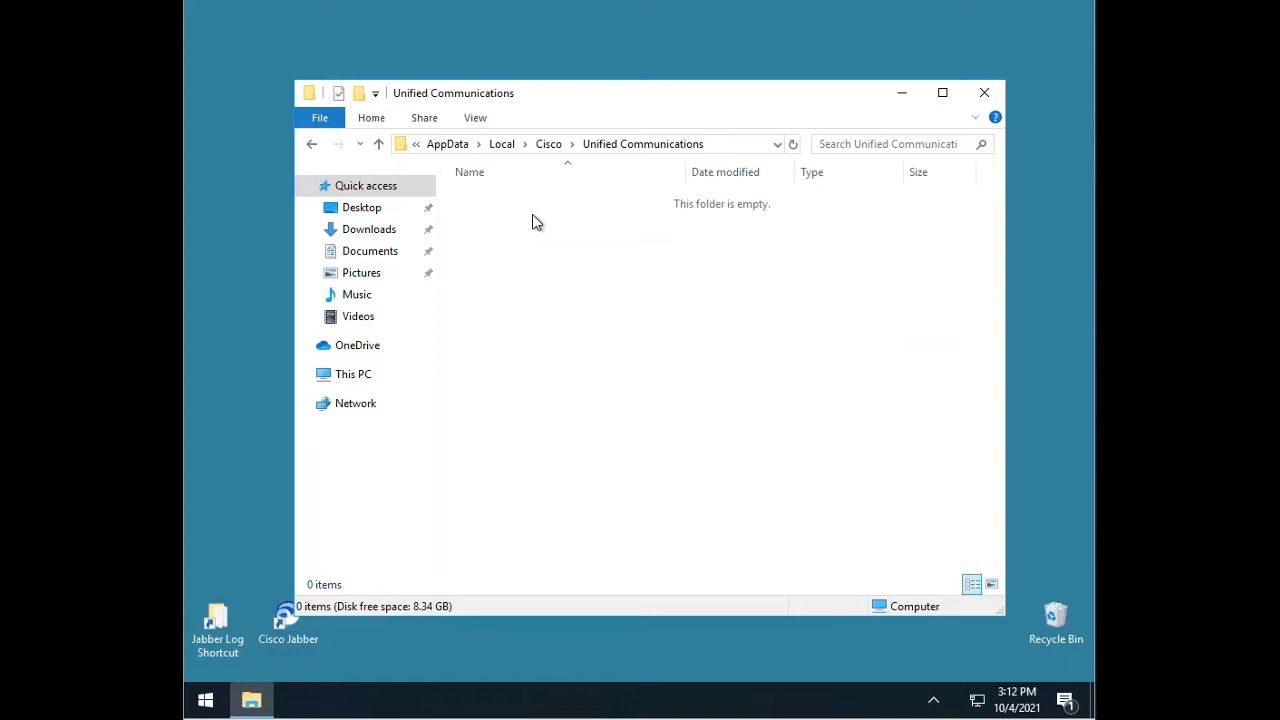 Unified Communications
File Home Share View
« AppData > Local > Cisco > Unified Communications
Search Unified Communicati
Name Date modified Type Size
This folder is empty.
Quick access
Desktop
Downloads
Documents
Pictures
Music
Videos
OneDrive
This PC
Network
0 items
0 items (Disk free space: 8.34 GB)
Computer
Jabber Log
Shortcut
Cisco Jabber
Recycle Bin
3:12 PM
10/4/2021
1